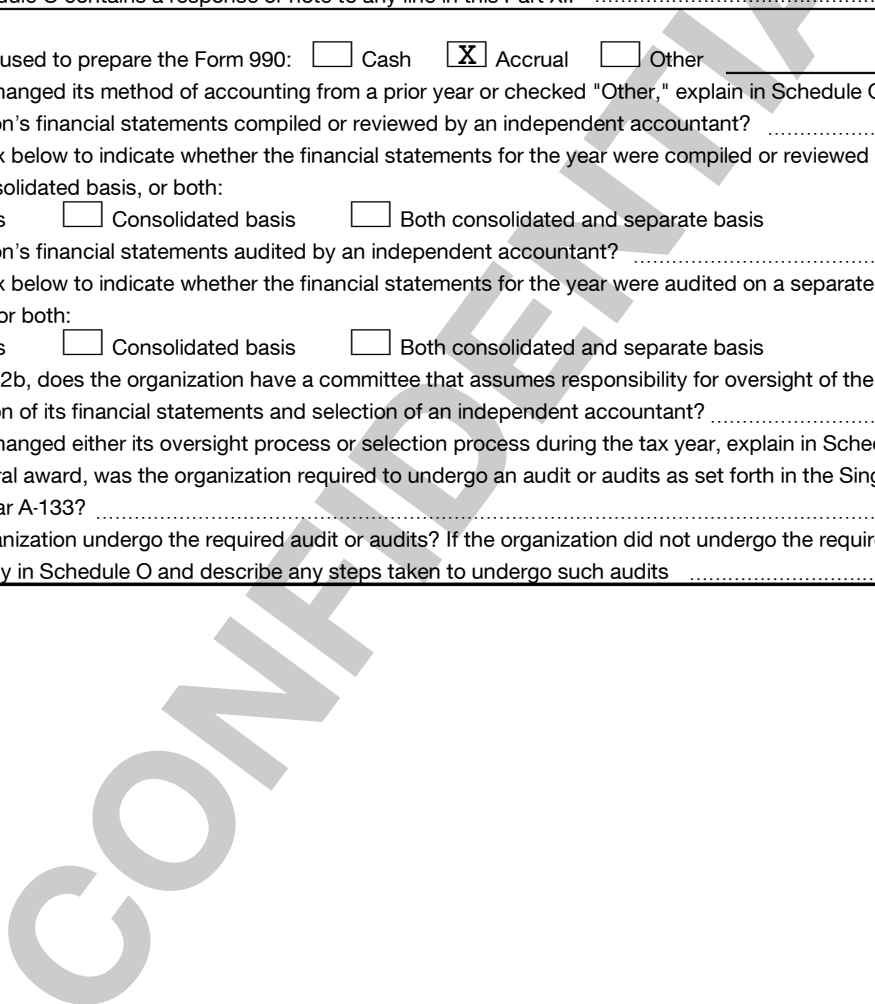 dule O contains a response or note to any line in this Part XII
used to prepare the Form 990: Cash X Accrual Other
hanged its method of accounting from a prior year or checked "Other," explain in Schedule O
on's financial statements compiled or reviewed by an independent accountant?
x below to indicate whether the financial statements for the year were compiled or reviewed
solidated basis, or both:
s Consolidated basis Both consolidated and separate basis
on's financial statements audited by an independent accountant?
x below to indicate whether the financial statements for the year were audited on a separate
or both:
s Consolidated basis Both consolidated and separate basis
2b, does the organization have a committee that assumes responsibility for oversight of the
on of its financial statements and selection of an independent accountant?
hanged either its oversight process or selection process during the tax year, explain in Sched
ral award, was the organization required to undergo an audit or audits as set forth in the Sing
ar A-133?
anization undergo the required audit or audits? If the organization did not undergo the require
y in Schedule O and describe any steps taken to undergo such audits
CONFIDENTIA